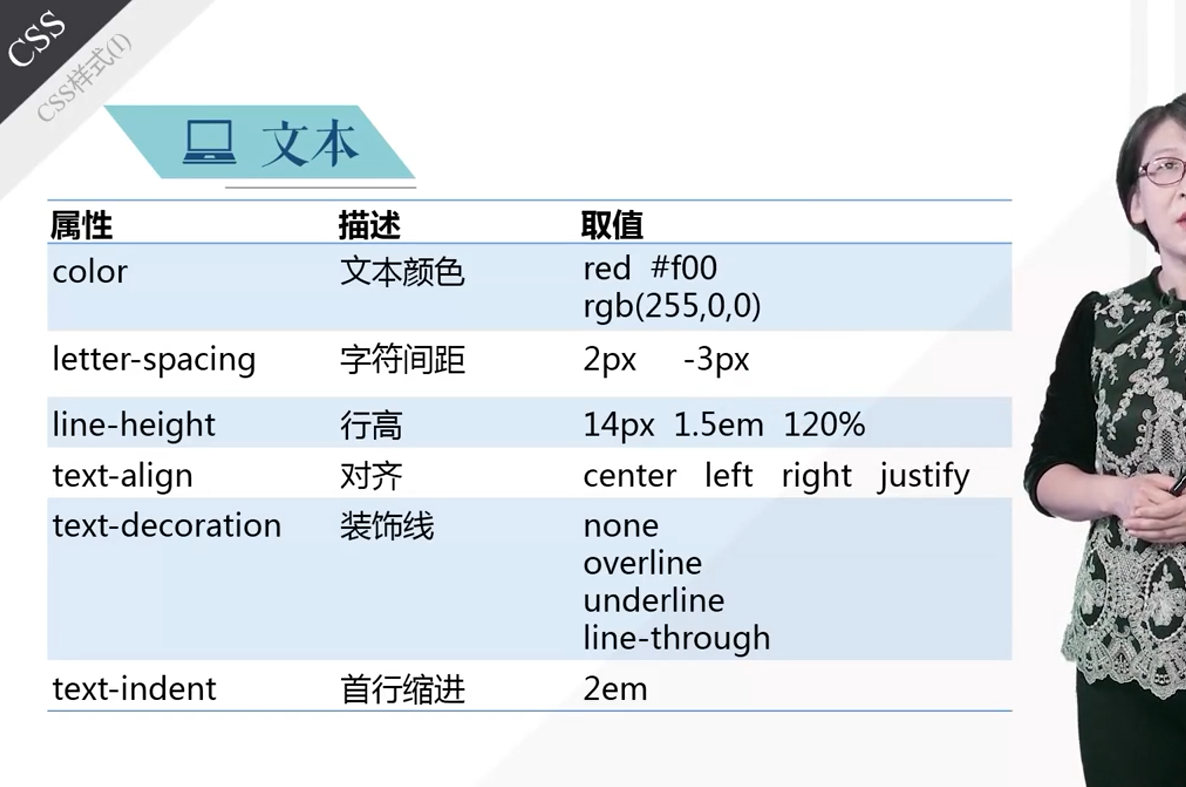 CSS
CSS样式(1)
文本
属性 描述 取值
color 文本颜色 red #f00
rgb(255,0,0)
letter-spacing 字符间距 2px -3px
line-height 行高 14px 1.5em 120%
text-align 对齐 center left right justify
text-decoration 装饰线 none
overline
underline
line-through
text-indent 首行缩进 2em